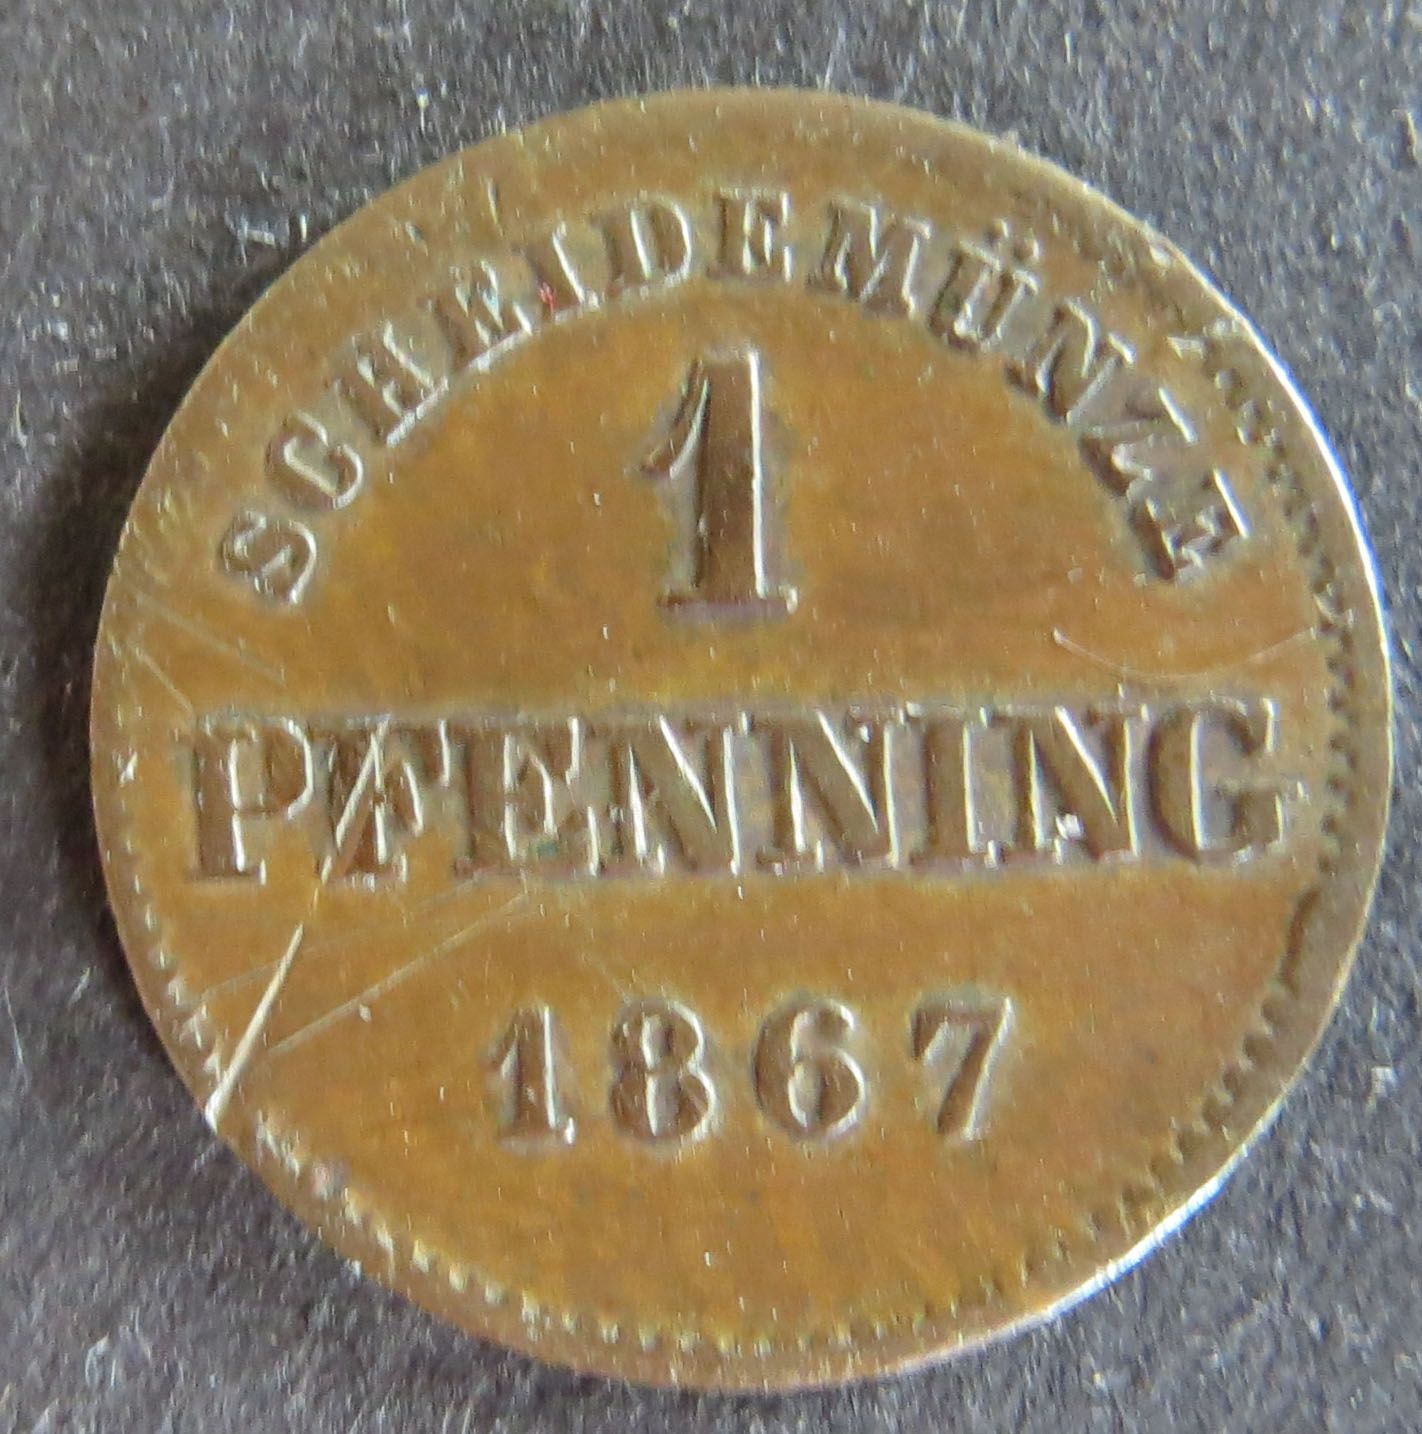 SCHEIDEMÜNZE
1
PFENNING
1867